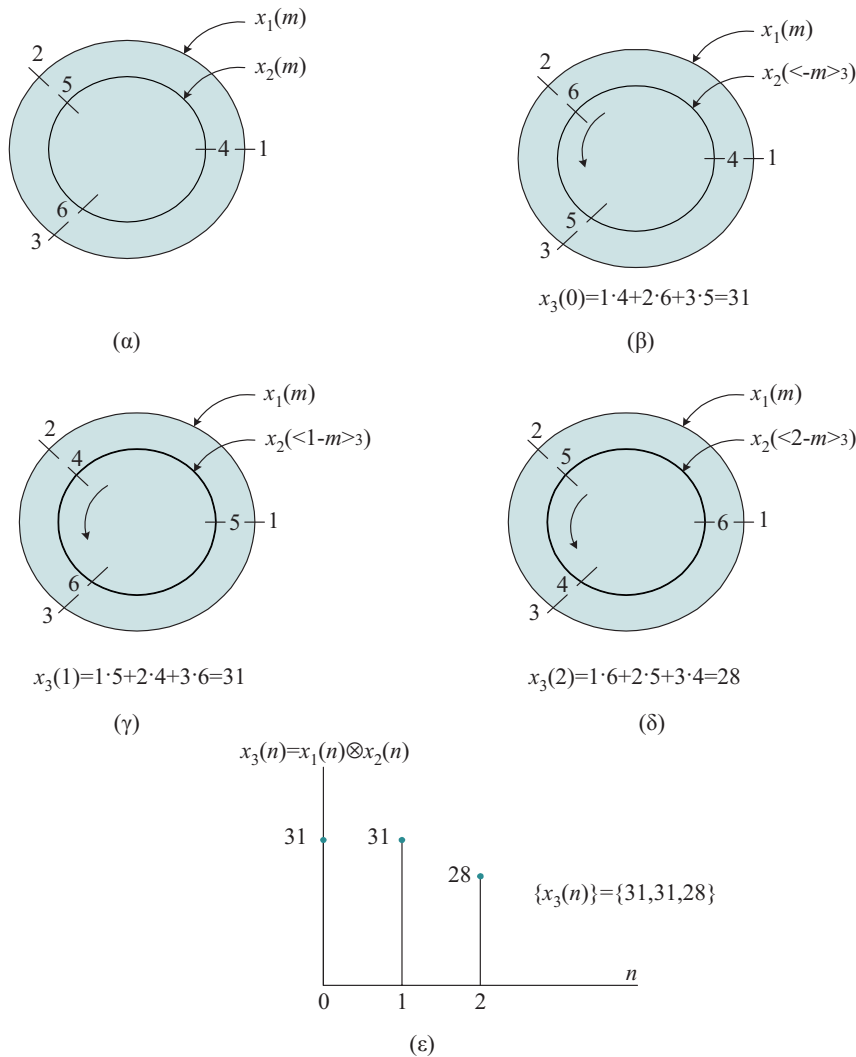 x₁(m)
x₂(m)
2
5
4 1
6
3
(α)
x₁(m)
x₂(<-m>₃)
2
6
4 1
5
3
x₃(0)=1·4+2·6+3·5=31
(β)
x₁(m)
x₂(<1-m>₃)
2
4
5 1
6
3
x₃(1)=1·5+2·4+3·6=31
(γ)
x₁(m)
x₂(<2-m>₃)
2
5
6 1
4
3
x₃(2)=1·6+2·5+3·4=28
(δ)
x₃(n)=x₁(n)⊗x₂(n)
31 31
28
{x₃(n)}={31,31,28}
n
0 1 2
(ε)